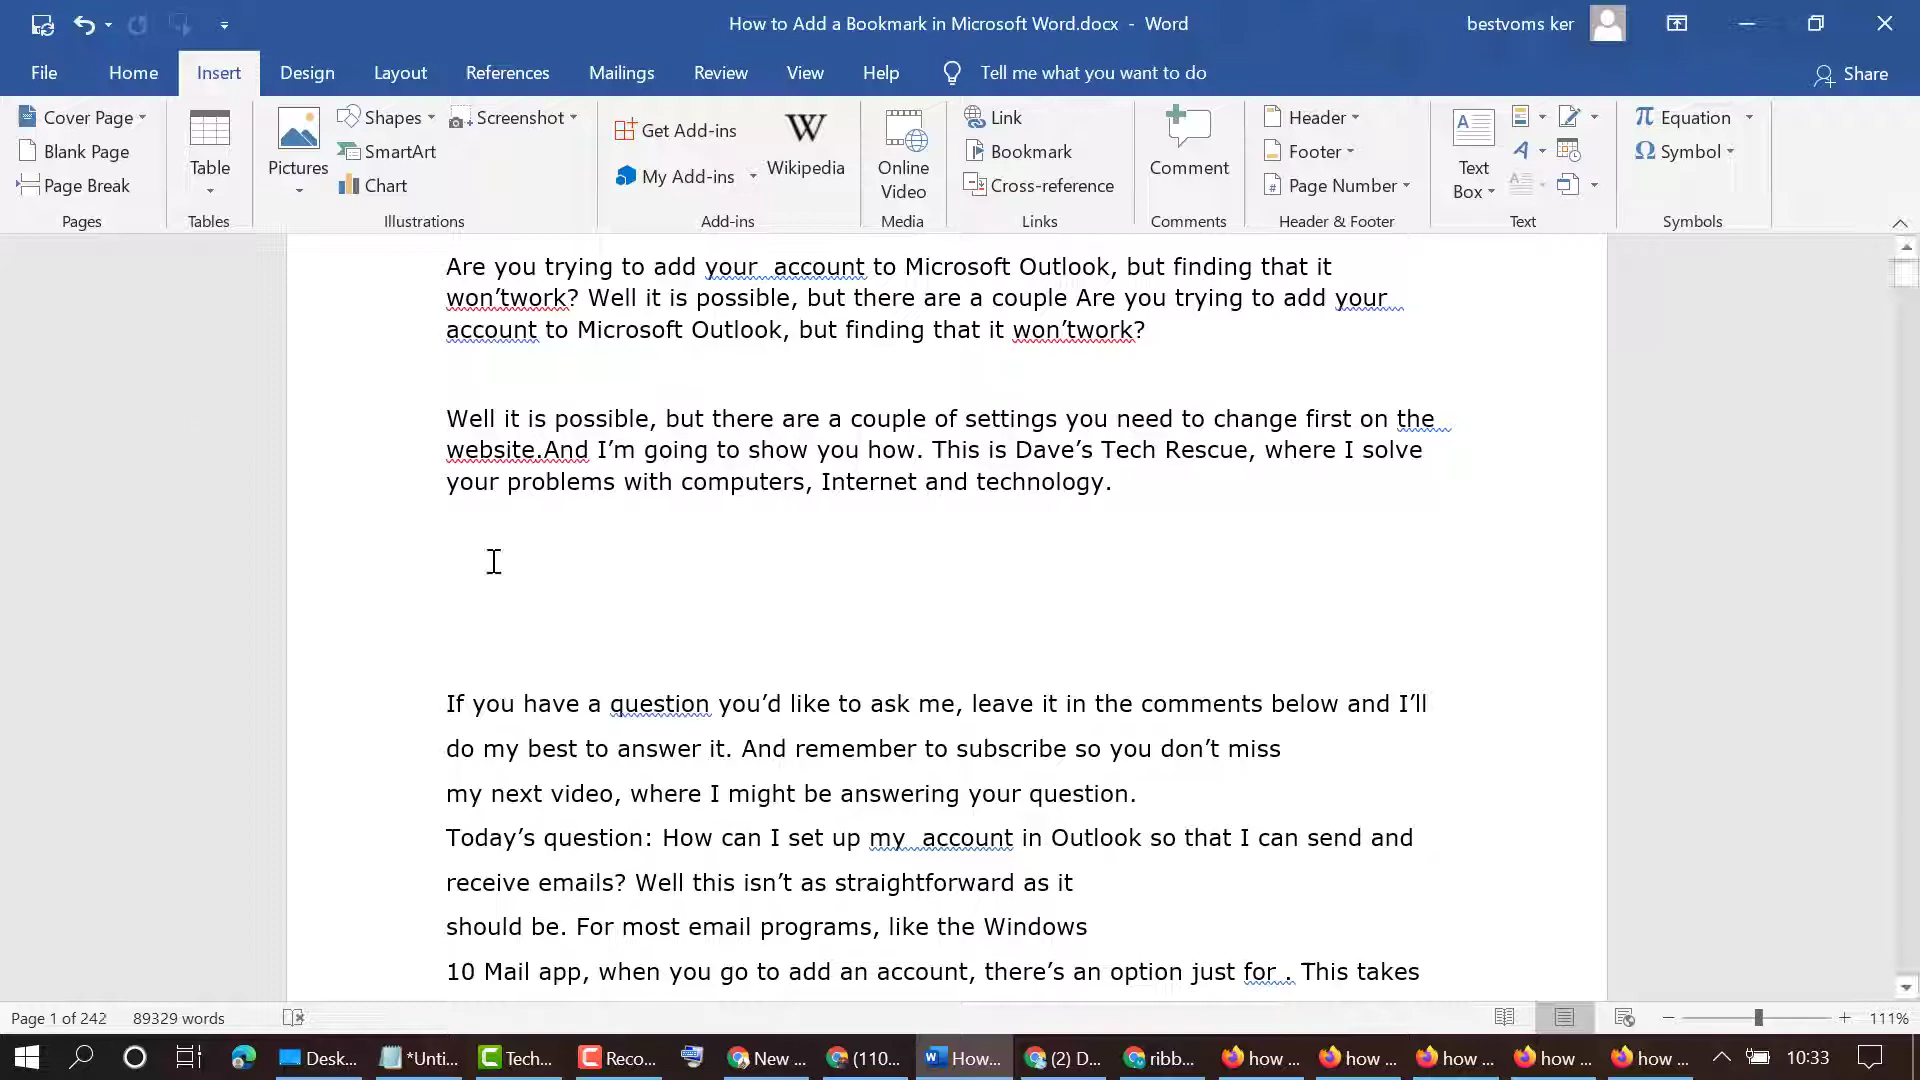 How to Add a Bookmark in Microsoft Word.docx - Word
bestvoms ker
File Home Insert Design Layout References Mailings Review View Help Tell me what you want to do Share
Cover Page
Blank Page
Page Break
Pages
Table
Tables
Pictures
Shapes
SmartArt
Chart
Screenshot
Illustrations
Get Add-ins
My Add-ins
Wikipedia
Add-ins
Online
Video
Media
Link
Bookmark
Cross-reference
Links
Comment
Comments
Header
Footer
Page Number
Header & Footer
Text
Box
Text
Equation
Symbol
Symbols
Are you trying to add your  account to Microsoft Outlook, but finding that it
won’twork? Well it is possible, but there are a couple Are you trying to add your
account to Microsoft Outlook, but finding that it won’twork?
Well it is possible, but there are a couple of settings you need to change first on the
website.And I’m going to show you how. This is Dave’s Tech Rescue, where I solve
your problems with computers, Internet and technology.
If you have a question you’d like to ask me, leave it in the comments below and I’ll
do my best to answer it. And remember to subscribe so you don’t miss
my next video, where I might be answering your question.
Today’s question: How can I set up my  account in Outlook so that I can send and
receive emails? Well this isn’t as straightforward as it
should be. For most email programs, like the Windows
10 Mail app, when you go to add an account, there’s an option just for . This takes
Page 1 of 242 89329 words 111%
Desk... *Unti... Tech... Reco... New ... (110... How... (2) D... ribb... how ... how ... how ... how ... how ... 10:33